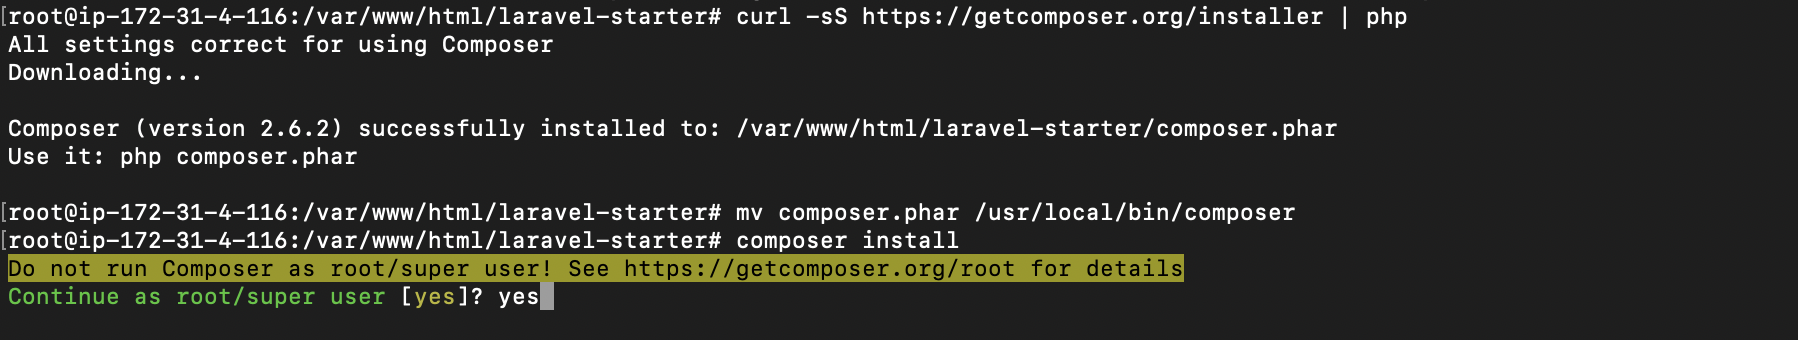 [root@ip-172-31-4-116:/var/www/html/laravel-starter# curl -sS https://getcomposer.org/installer | php
All settings correct for using Composer
Downloading...
Composer (version 2.6.2) successfully installed to: /var/www/html/laravel-starter/composer.phar
Use it: php composer.phar
[root@ip-172-31-4-116:/var/www/html/laravel-starter# mv composer.phar /usr/local/bin/composer
[root@ip-172-31-4-116:/var/www/html/laravel-starter# composer install
Do not run Composer as root/super user! See https://getcomposer.org/root for details
Continue as root/super user [yes]? yes